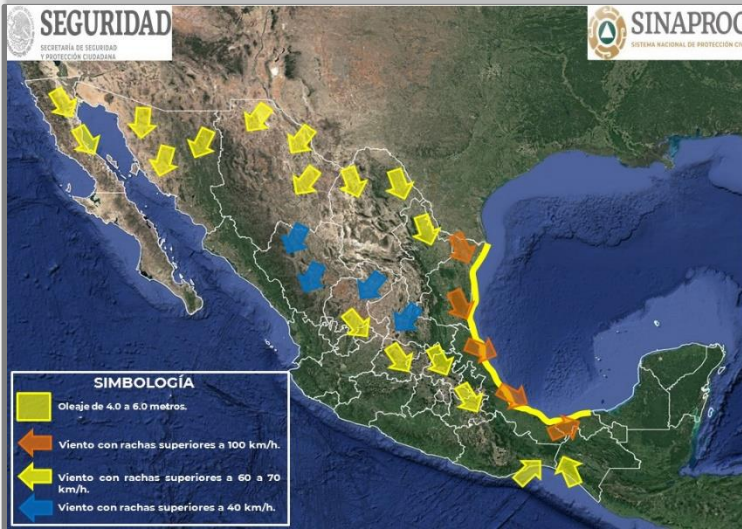 SEGURIDAD
SECRETARÍA DE SEGURIDAD
Y PROTECCIÓN CIUDADANA
SINAPROC
SISTEMA NACIONAL DE PROTECCIÓN CIV
SIMBOLOGÍA
Oleaje de 4.0 a 6.0 metros.
Viento con rachas superiores a 100 km/h.
Viento con rachas superiores a 60 a 70
km/h.
Viento con rachas superiores a 40 km/h.